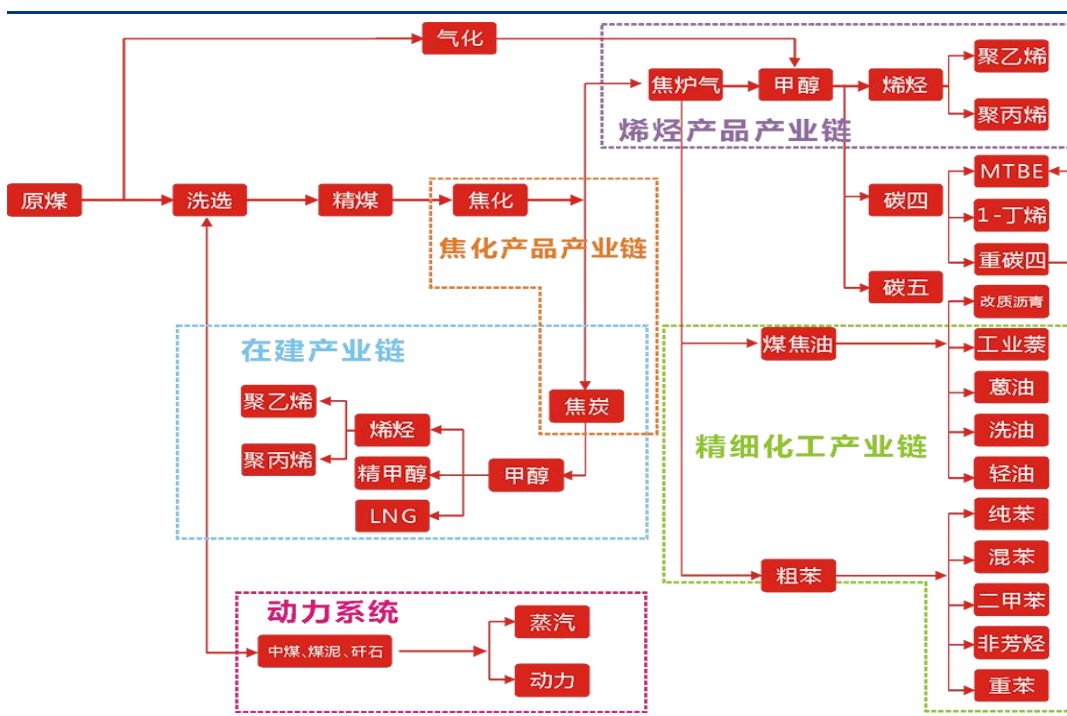 气化
焦炉气
甲醇
烯烃
聚乙烯
聚丙烯
烯烃产品产业链
原煤
洗选
精煤
焦化
焦化产品产业链
碳四
MTBE
1-丁烯
重碳四
碳五
在建产业链
聚乙烯
聚丙烯
烯烃
精甲醇
LNG
甲醇
焦炭
煤焦油
改质沥青
工业萘
蒽油
洗油
轻油
精细化工产业链
粗苯
纯苯
混苯
二甲苯
非芳烃
重苯
动力系统
中煤、煤泥、矸石
蒸汽
动力